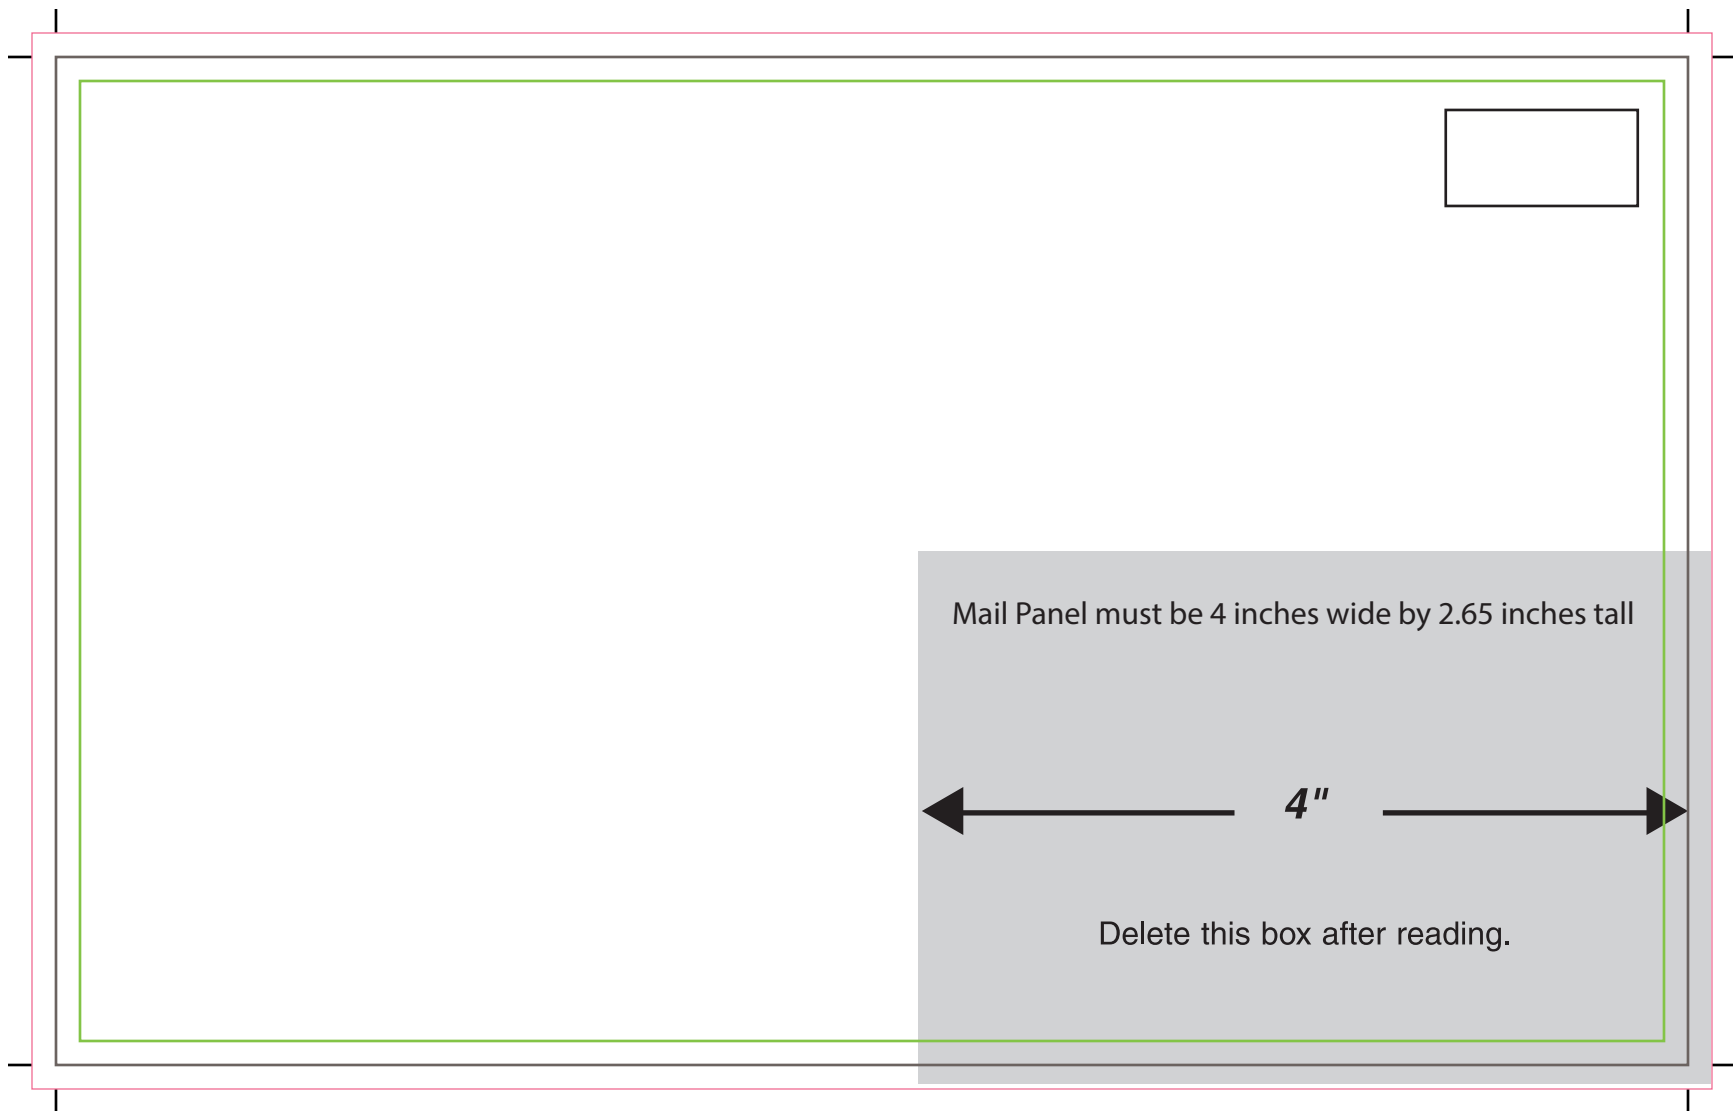 Mail Panel must be 4 inches wide by 2.65 inches tall
4"
Delete this box after reading.